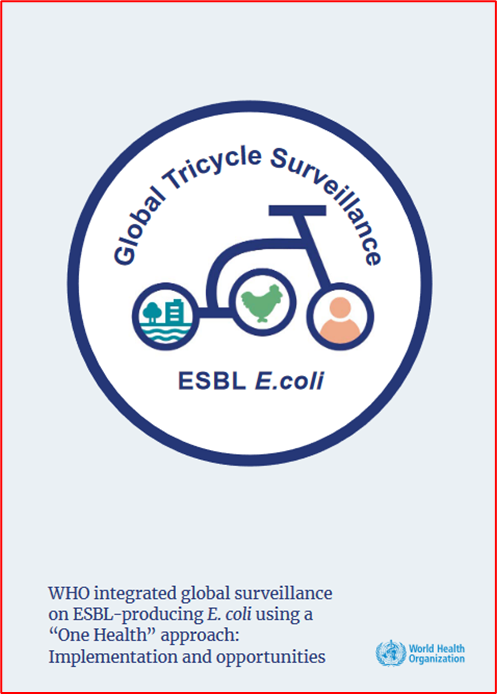 Global Tricycle Surveillance
ESBL E.coli
WHO integrated global surveillance
on ESBL-producing E. coli using a
“One Health” approach:
Implementation and opportunities
World Health
Organization